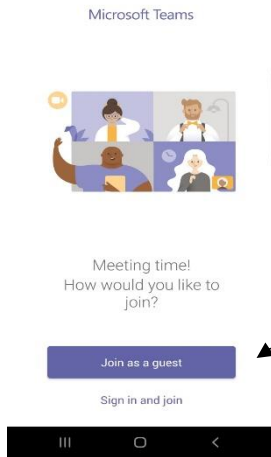 Microsoft Teams
Meeting time!
How would you like to
join?
Join as a guest
Sign in and join